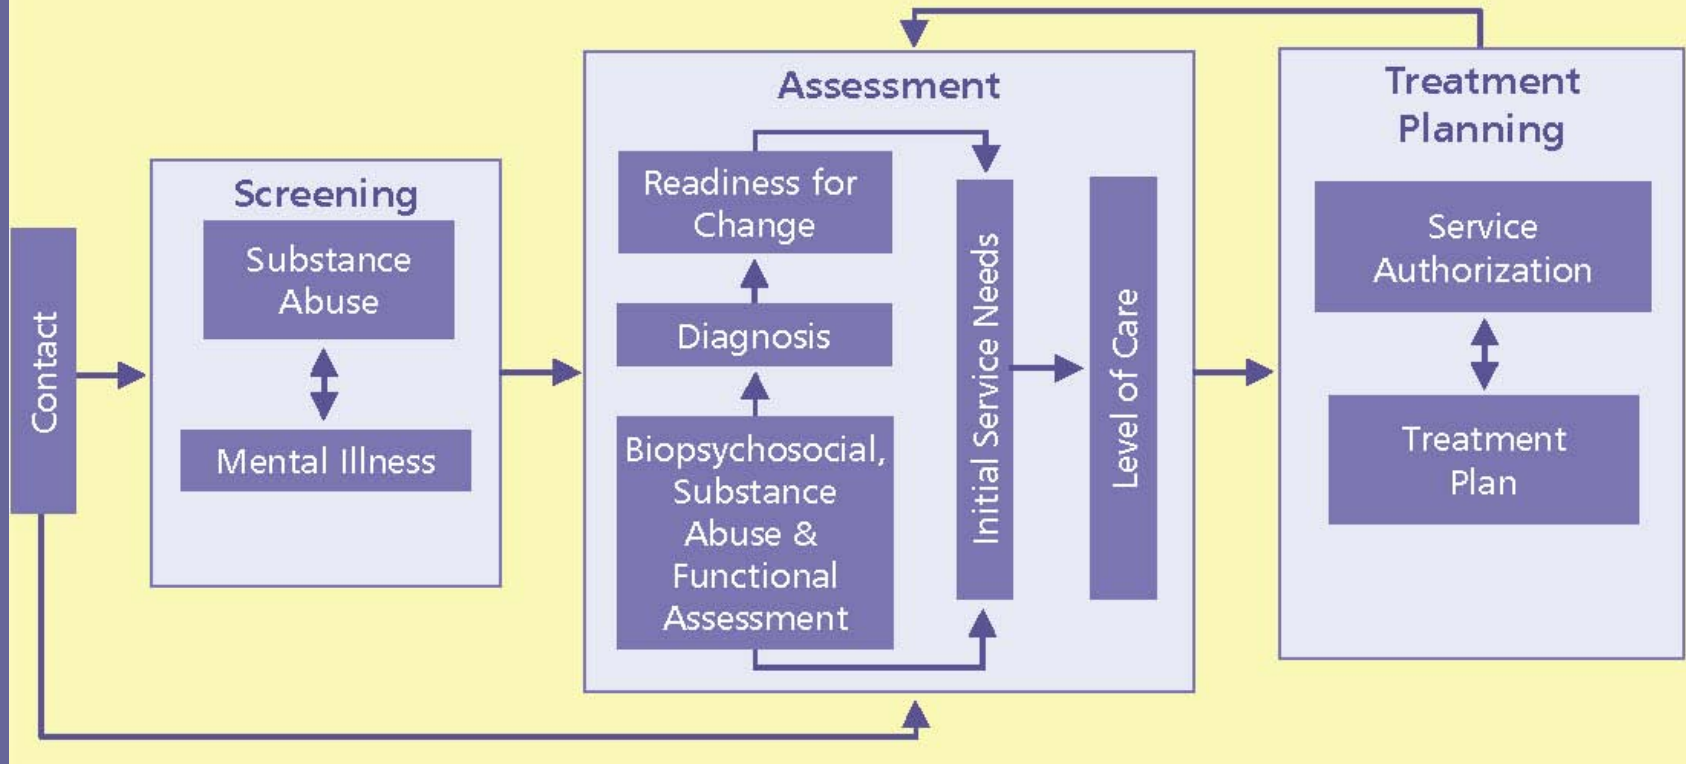 Contact
Screening
Substance
Abuse
Mental Illness
Assessment
Readiness for
Change
Diagnosis
Biopsychosocial,
Substance
Abuse &
Functional
Assessment
Initial Service Needs
Level of Care
Treatment
Planning
Service
Authorization
Treatment
Plan